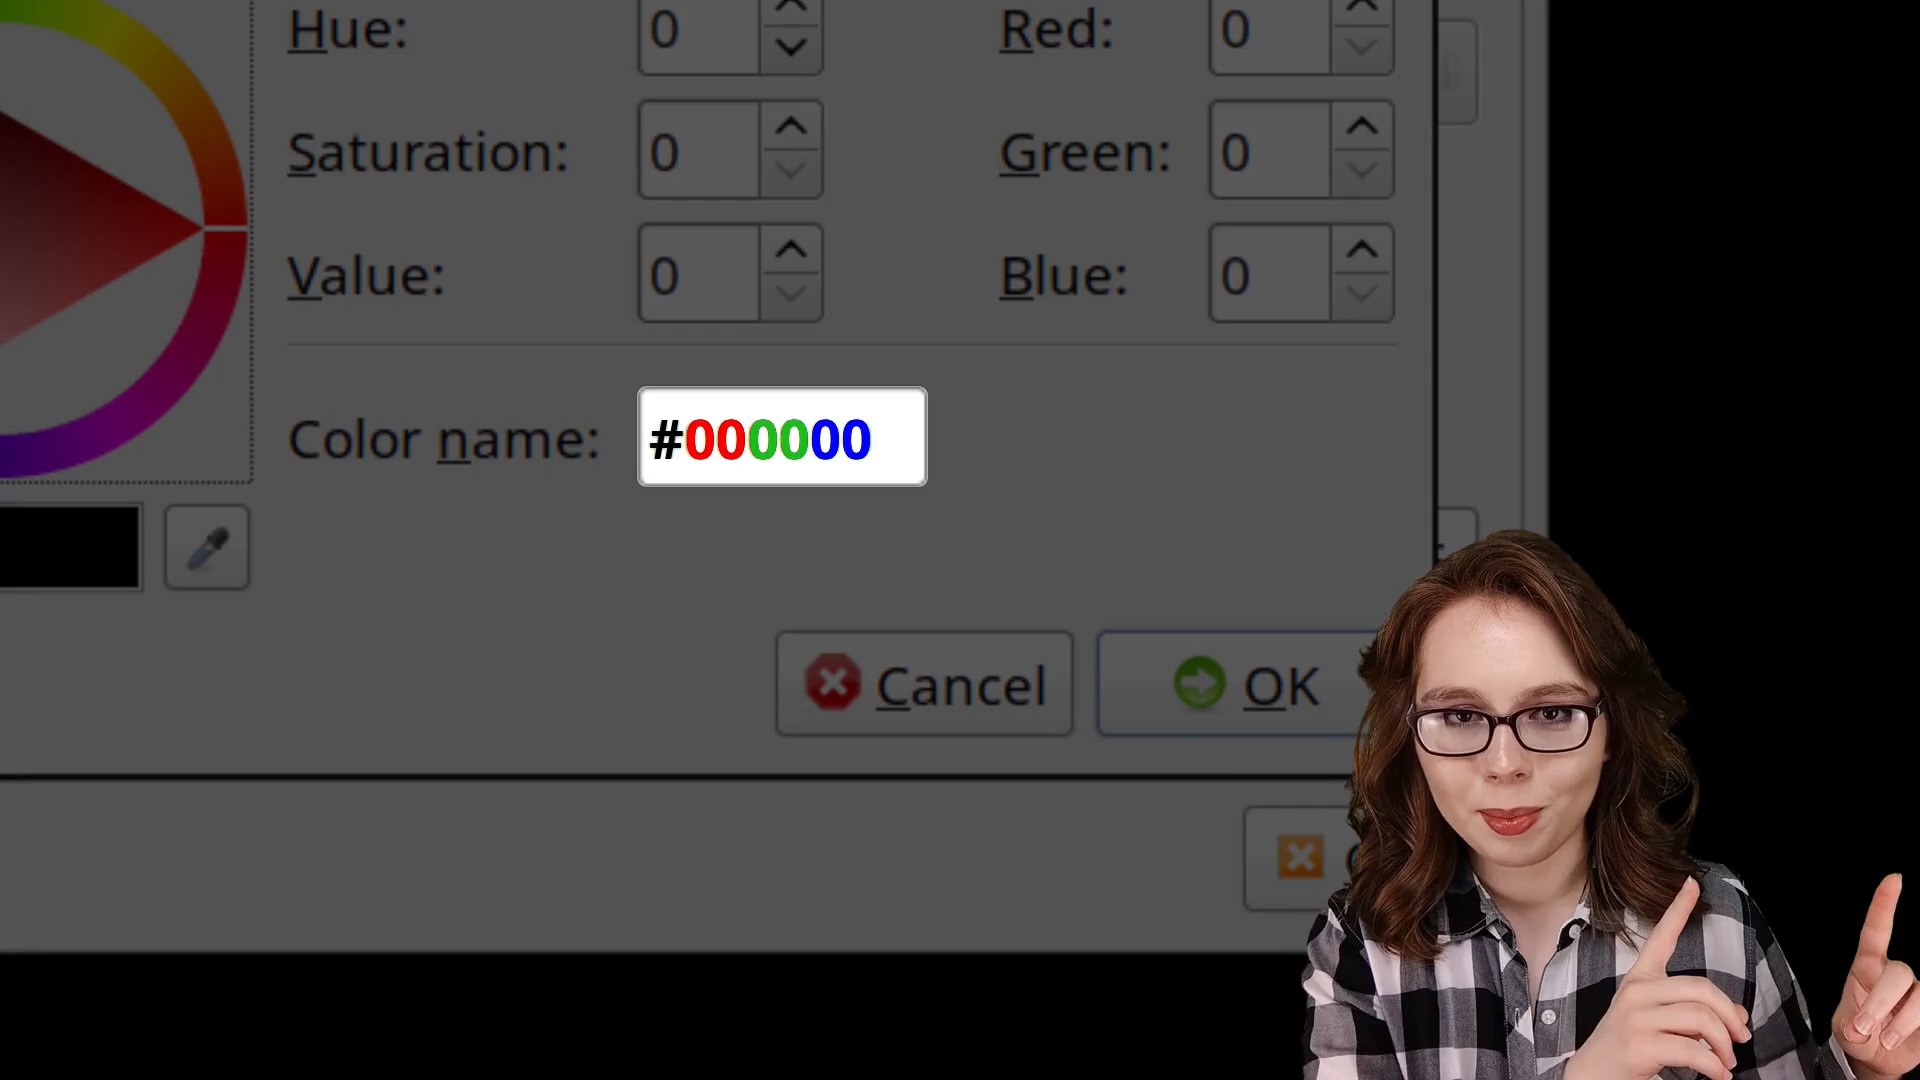 Hue: 0 Red: 0
Saturation: 0 Green: 0
Value: 0 Blue: 0
Color name: #000000
Cancel OK